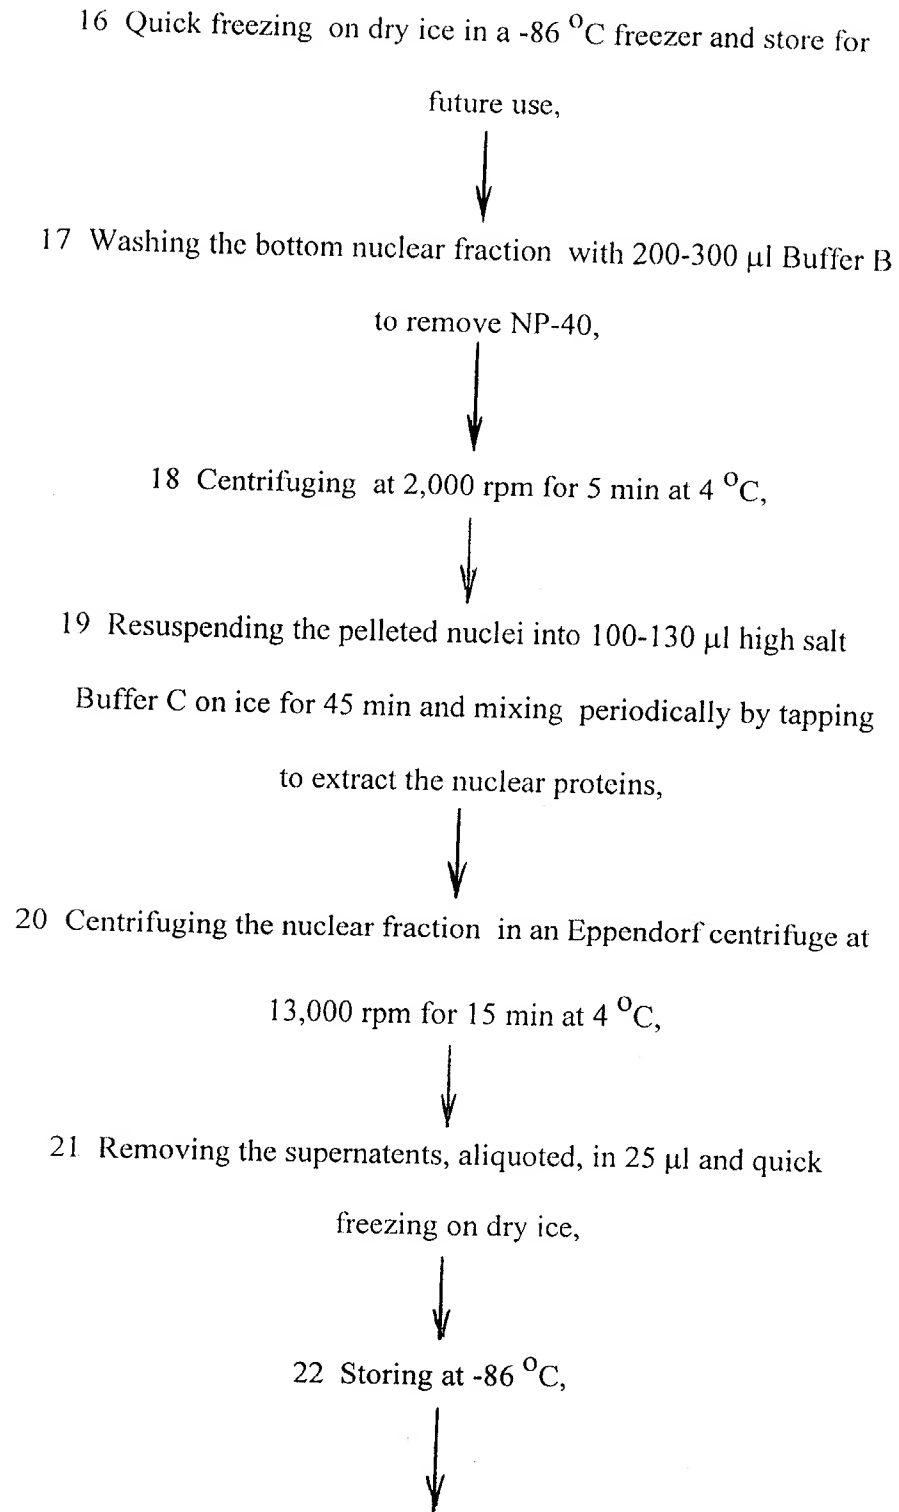 16 Quick freezing on dry ice in a -86 °C freezer and store for
future use,
17 Washing the bottom nuclear fraction with 200-300 μl Buffer B
to remove NP-40,
18 Centrifuging at 2,000 rpm for 5 min at 4 °C,
19 Resuspending the pelleted nuclei into 100-130 μl high salt
Buffer C on ice for 45 min and mixing periodically by tapping
to extract the nuclear proteins,
20 Centrifuging the nuclear fraction in an Eppendorf centrifuge at
13,000 rpm for 15 min at 4 °C,
21 Removing the supernatents, aliquoted, in 25 μl and quick
freezing on dry ice,
22 Storing at -86 °C,